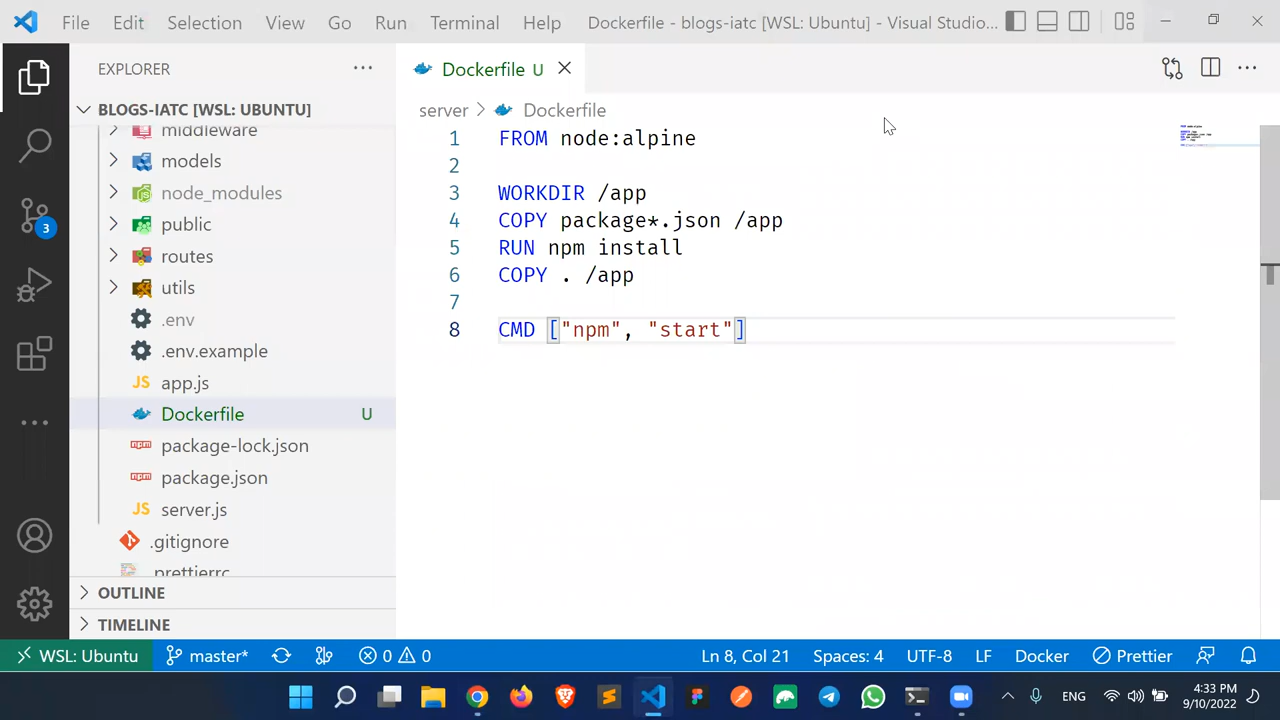 File Edit Selection View Go Run Terminal Help Dockerfile - blogs-iatc [WSL: Ubuntu] - Visual Studio...
EXPLORER
Dockerfile U
BLOGS-IATC [WSL: UBUNTU]
server > Dockerfile
middleware
models
node_modules
public
routes
utils
.env
.env.example
JS app.js
Dockerfile U
package-lock.json
package.json
JS server.js
.gitignore
.prettierrc
OUTLINE
TIMELINE
3
1 FROM node:alpine
2
3 WORKDIR /app
4 COPY package*.json /app
5 RUN npm install
6 COPY . /app
7
8 CMD ["npm", "start"]
WSL: Ubuntu master* 0 0 Ln 8, Col 21 Spaces: 4 UTF-8 LF Docker Prettier
ENG 4:33 PM
9/10/2022